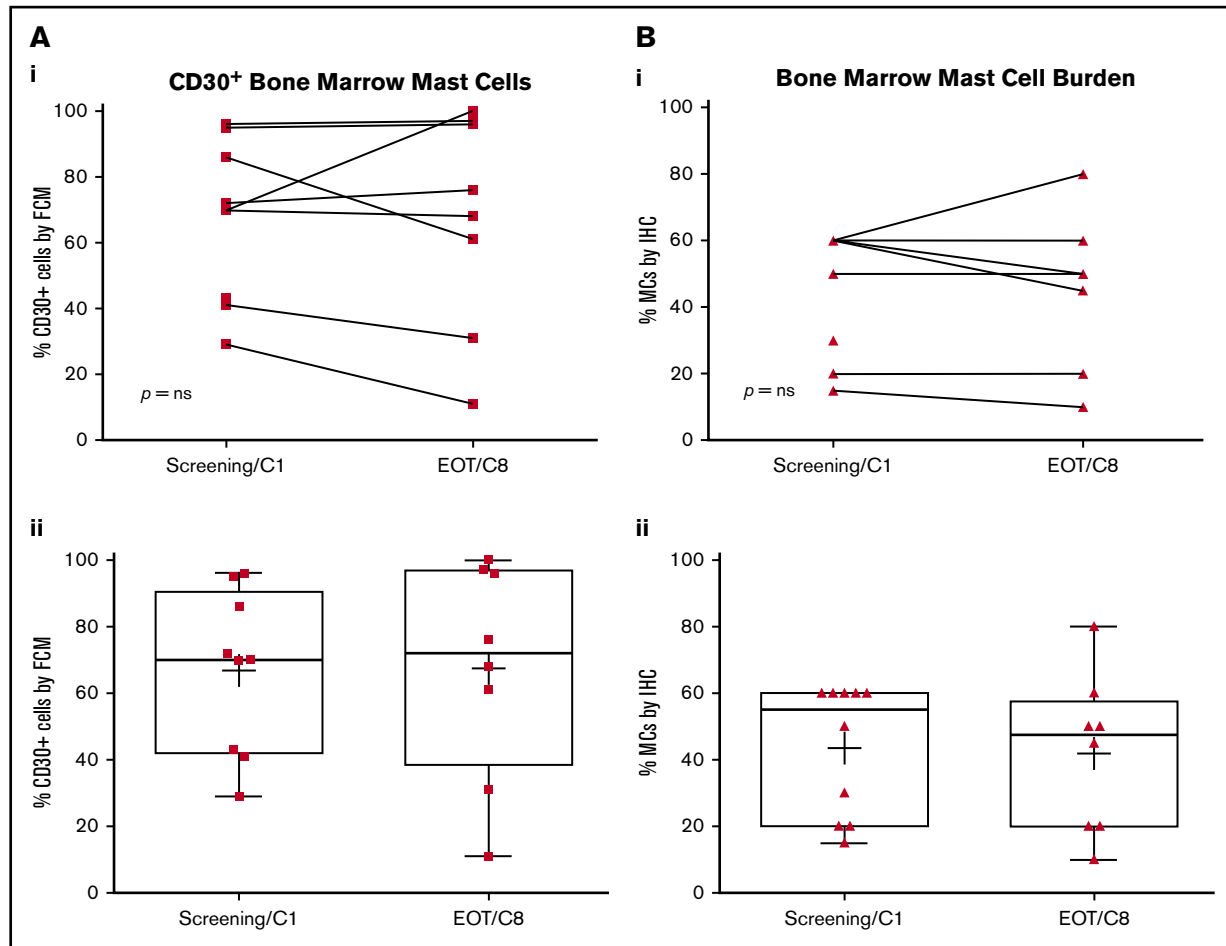 A
i
CD30+ Bone Marrow Mast Cells
100
80
60
40
20
0
% CD30+ cells by FCM
p = ns
Screening/C1
EOT/C8
B
i
Bone Marrow Mast Cell Burden
100
80
60
40
20
0
% MCs by IHC
p = ns
Screening/C1
EOT/C8
ii
100
80
60
40
20
0
% CD30+ cells by FCM
Screening/C1
EOT/C8
ii
100
80
60
40
20
0
% MCs by IHC
Screening/C1
EOT/C8